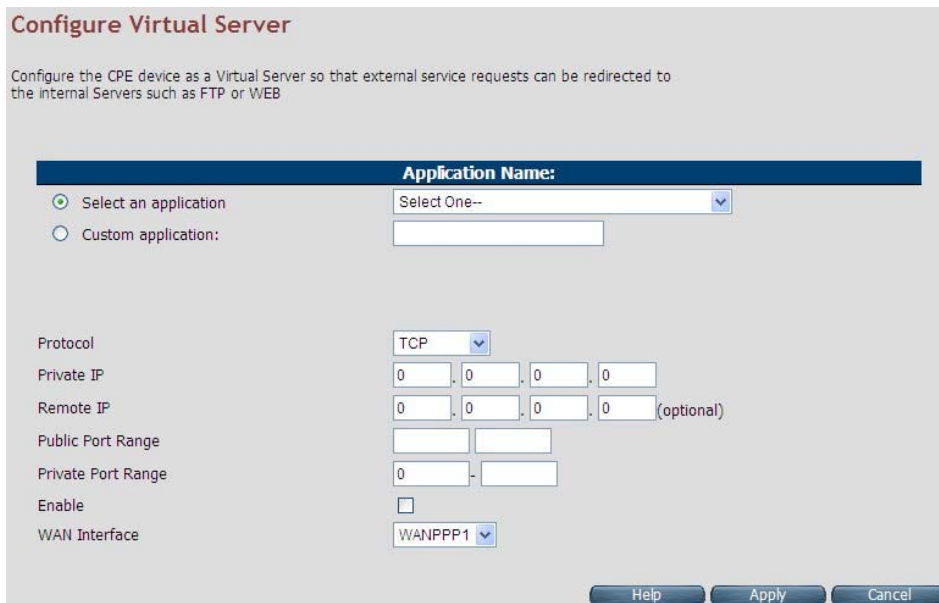 Configure Virtual Server
Configure the CPE device as a Virtual Server so that external service requests can be redirected to
the internal Servers such as FTP or WEB
Application Name:
Select an application Select One--
Custom application:
Protocol TCP
Private IP 0 . 0 . 0 . 0
Remote IP 0 . 0 . 0 . 0 (optional)
Public Port Range
Private Port Range 0 -
Enable
WAN Interface WANPPP1
Help Apply Cancel